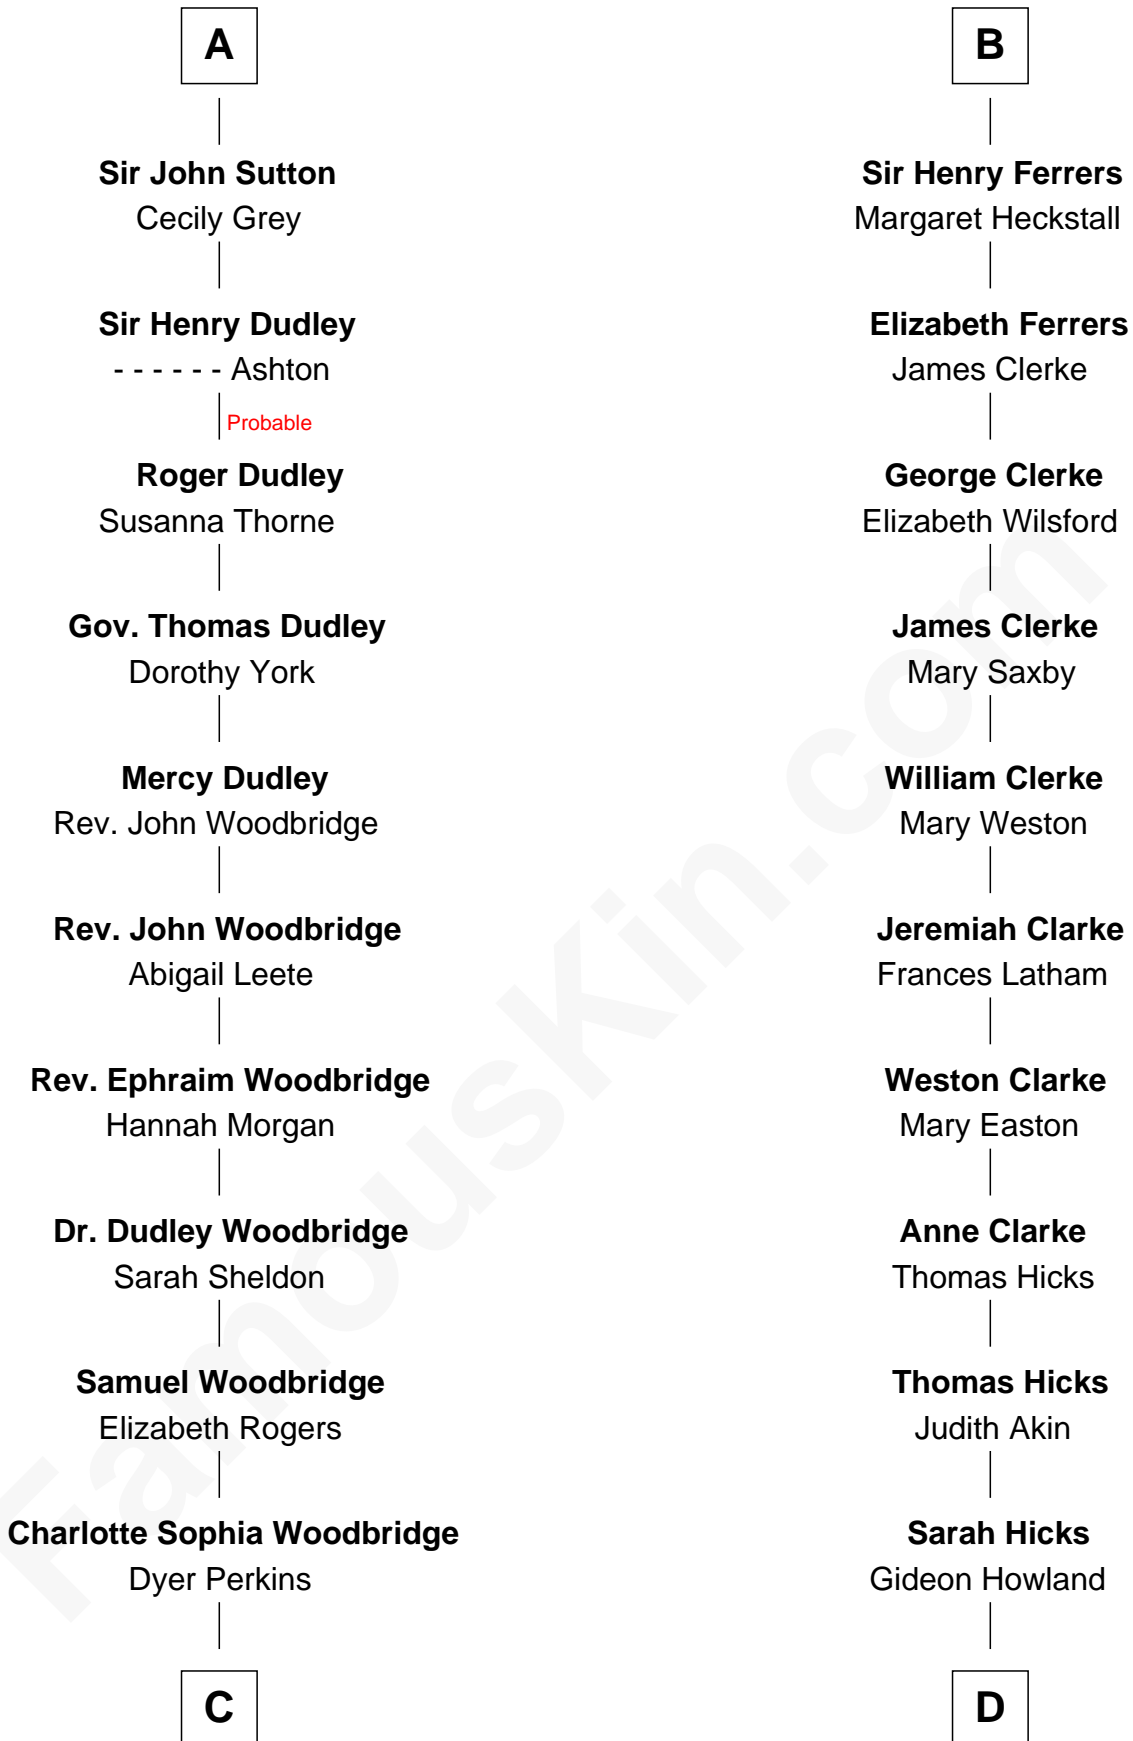 A
Sir John Sutton
Cecily Grey
Sir Henry Dudley
- - - - - - Ashton
Probable
Roger Dudley
Susanna Thorne
Gov. Thomas Dudley
Dorothy York
Mercy Dudley
Rev. John Woodbridge
Rev. John Woodbridge
Abigail Leete
Rev. Ephraim Woodbridge
Hannah Morgan
Dr. Dudley Woodbridge
Sarah Sheldon
Samuel Woodbridge
Elizabeth Rogers
Charlotte Sophia Woodbridge
Dyer Perkins
C
B
Sir Henry Ferrers
Margaret Heckstall
Elizabeth Ferrers
James Clerke
George Clerke
Elizabeth Wilsford
James Clerke
Mary Saxby
William Clerke
Mary Weston
Jeremiah Clarke
Frances Latham
Weston Clarke
Mary Easton
Anne Clarke
Thomas Hicks
Thomas Hicks
Judith Akin
Sarah Hicks
Gideon Howland
D
FamousKin.com